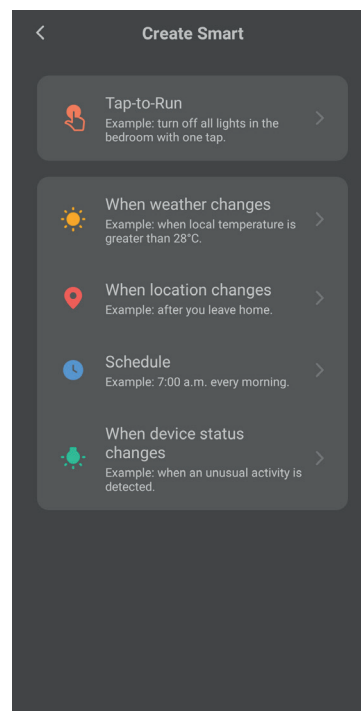 Create Smart
Tap-to-Run
Example: turn off all lights in the
bedroom with one tap.
When weather changes
Example: when local temperature is
greater than 28°C.
When location changes
Example: after you leave home.
Schedule
Example: 7:00 a.m. every morning.
When device status
changes
Example: when an unusual activity is
detected.